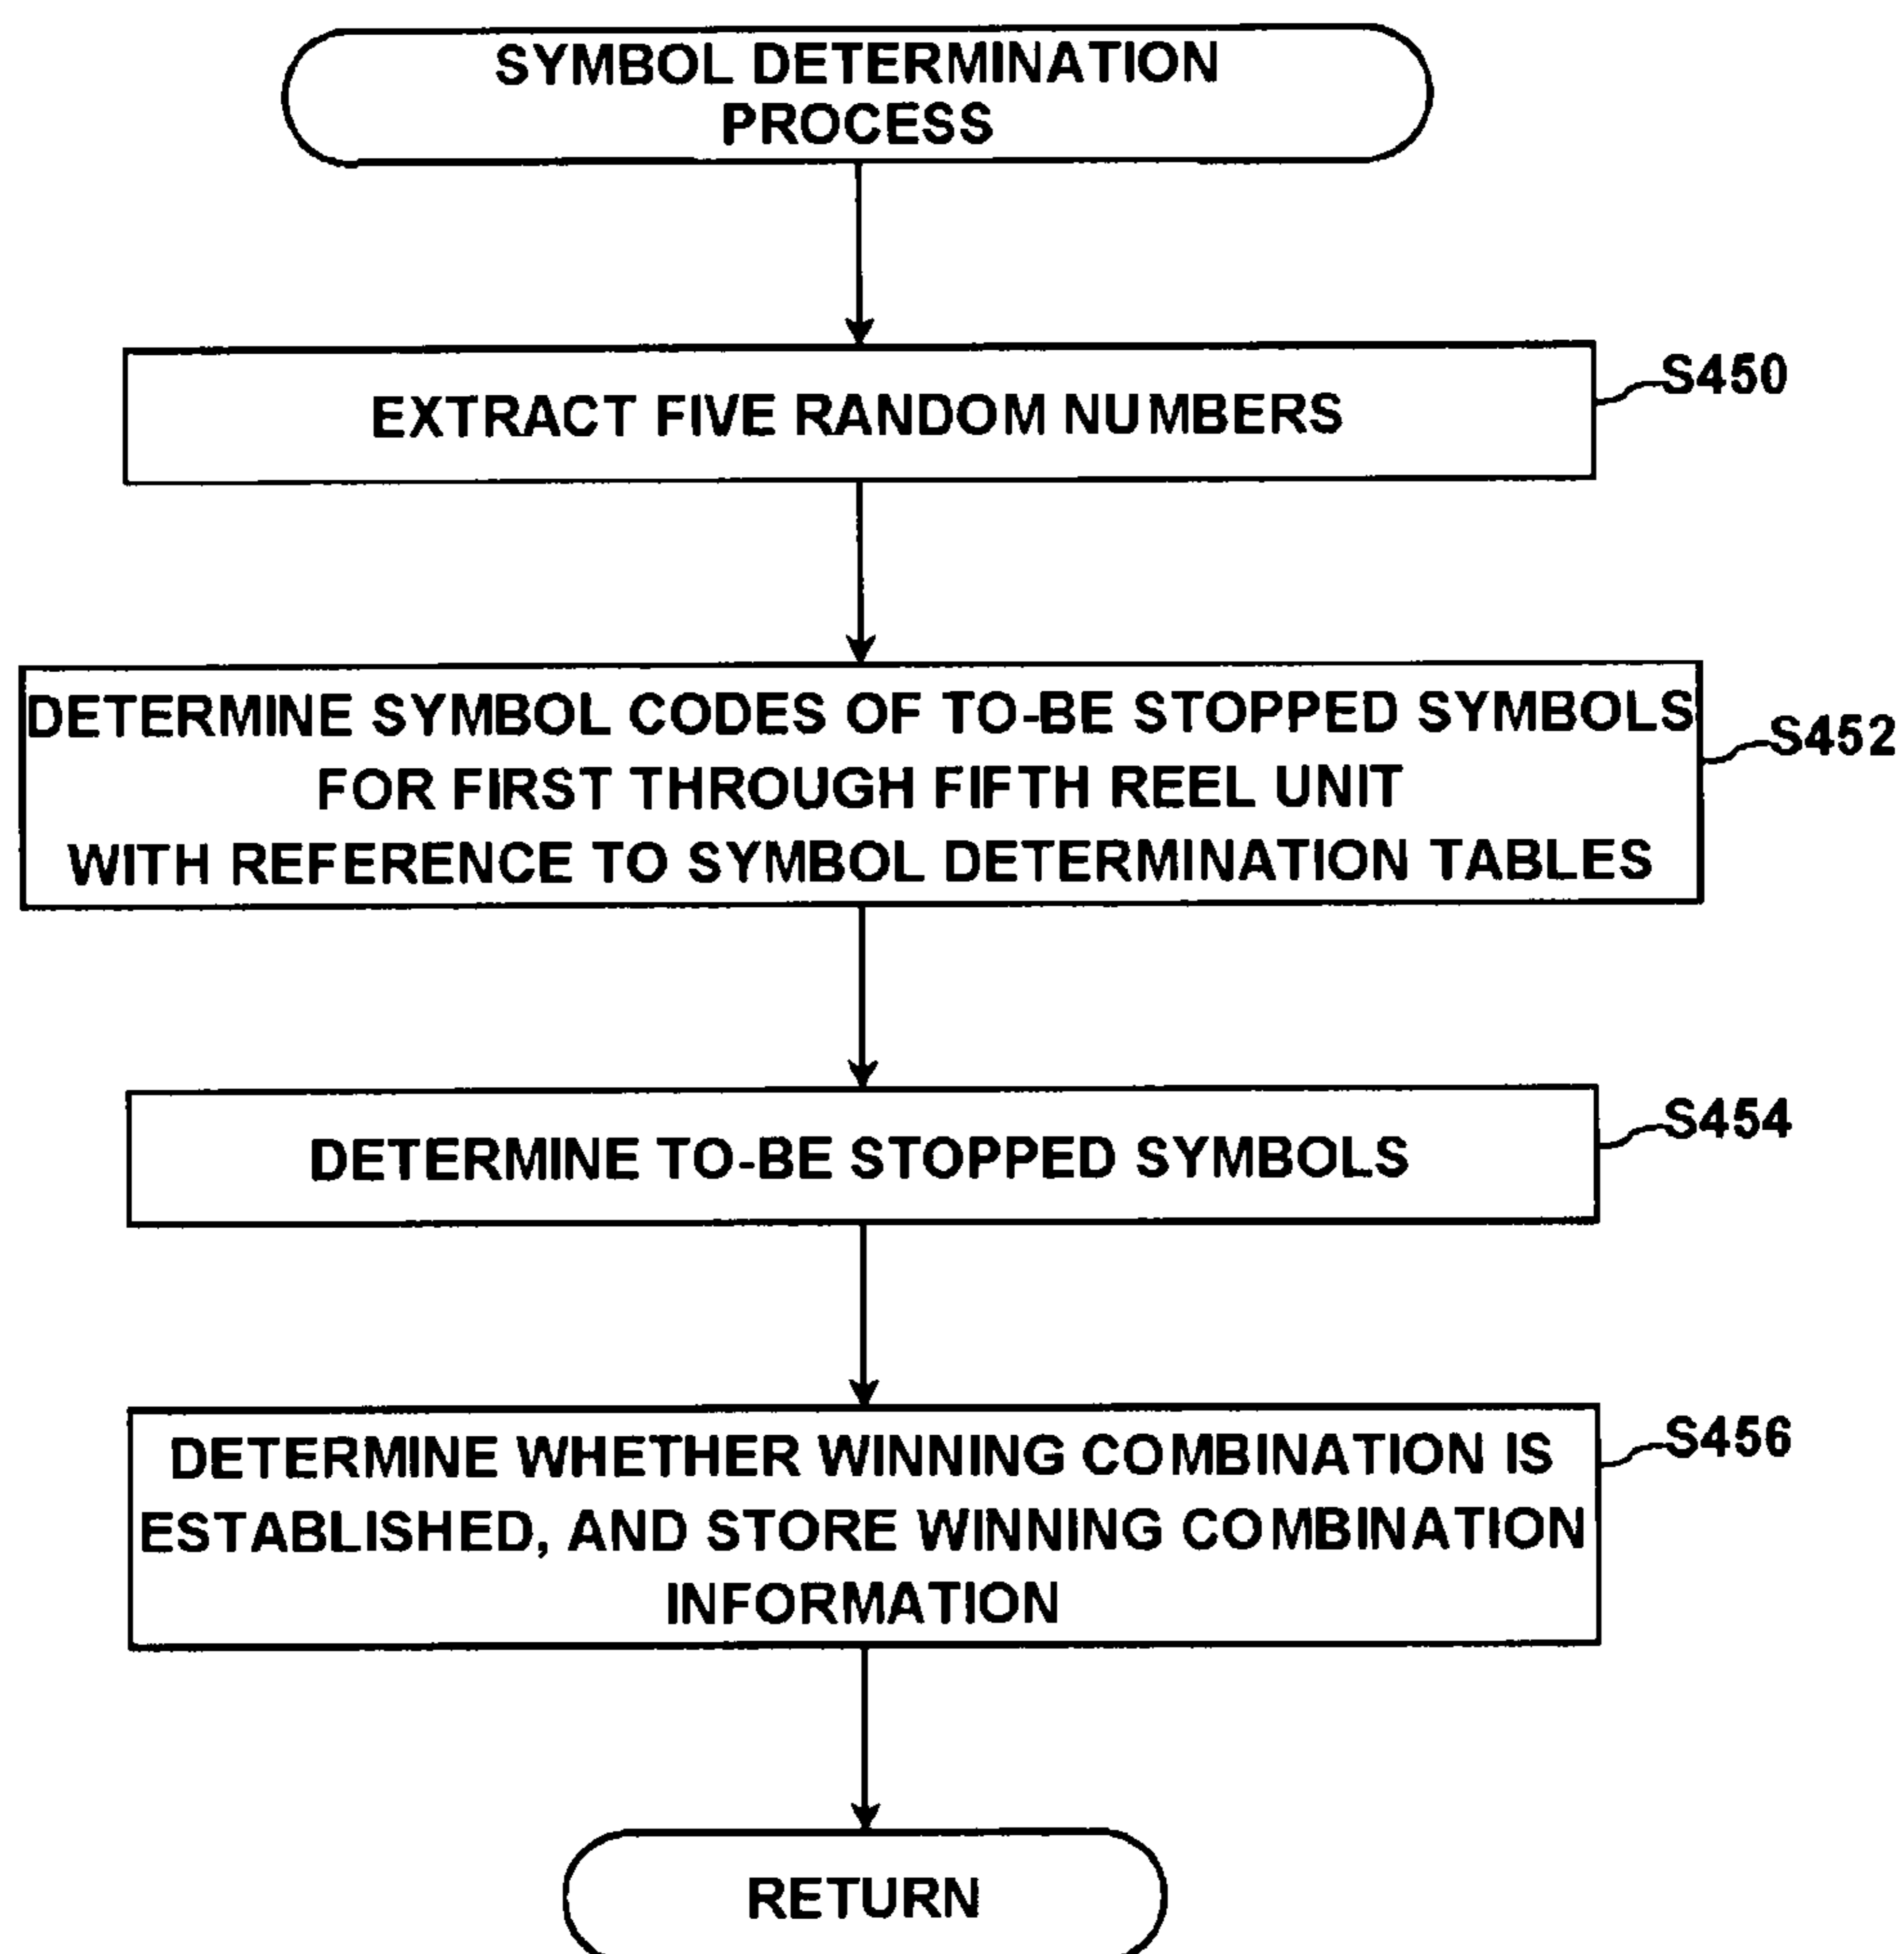 SYMBOL DETERMINATION
PROCESS
EXTRACT FIVE RANDOM NUMBERS
S450
DETERMINE SYMBOL CODES OF TO-BE STOPPED SYMBOLS
FOR FIRST THROUGH FIFTH REEL UNIT
WITH REFERENCE TO SYMBOL DETERMINATION TABLES
S452
DETERMINE TO-BE STOPPED SYMBOLS
S454
DETERMINE WHETHER WINNING COMBINATION IS
ESTABLISHED, AND STORE WINNING COMBINATION
INFORMATION
S456
RETURN